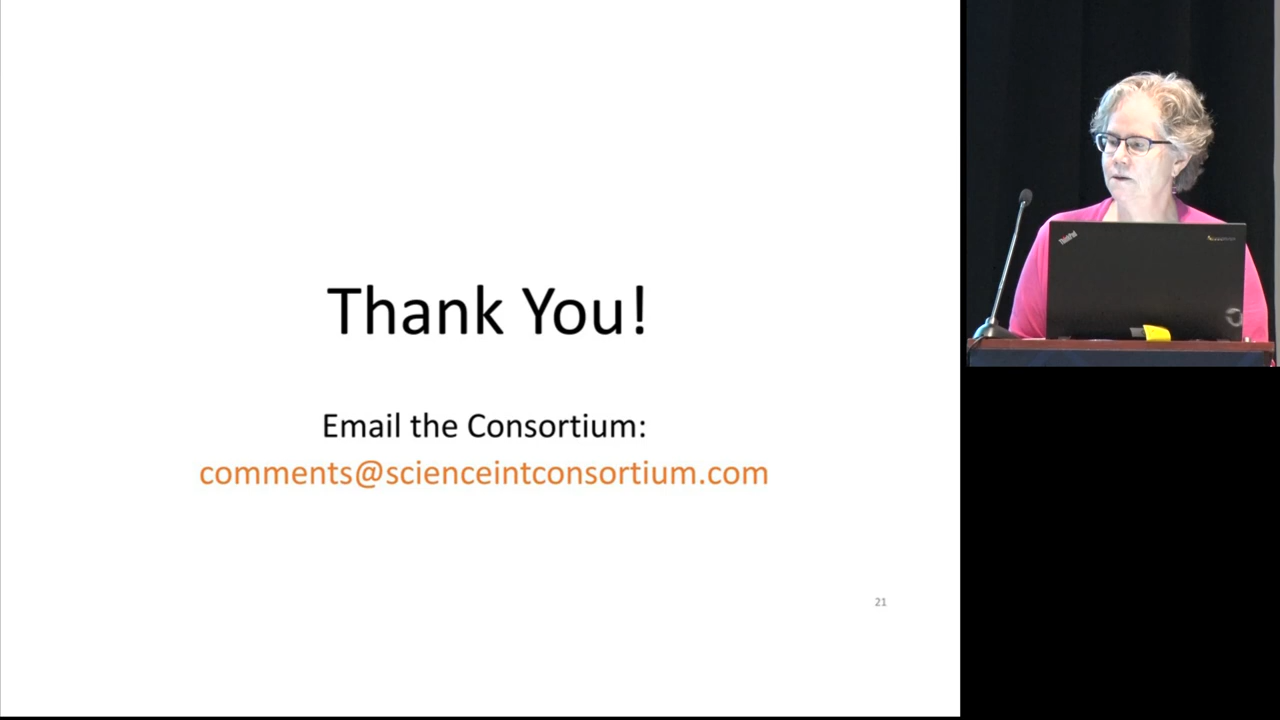 Thank You!
Email the Consortium:
comments@scienceintconsortium.com
21
ThinkPad